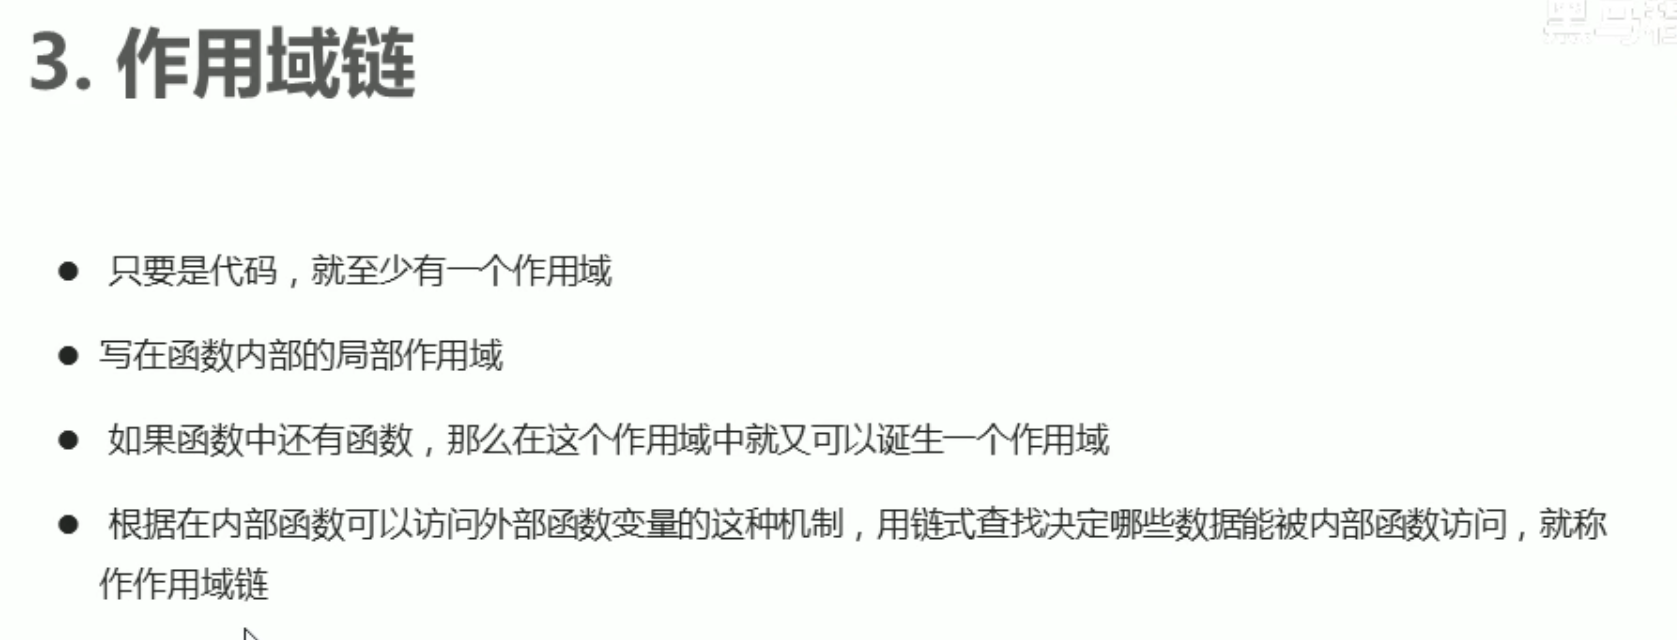 3. 作用域链
● 只要是代码，就至少有一个作用域
● 写在函数内部的局部作用域
● 如果函数中还有函数，那么在这个作用域中就又可以诞生一个作用域
● 根据在内部函数可以访问外部函数变量的这种机制，用链式查找决定哪些数据能被内部函数访问，就称
作作用域链